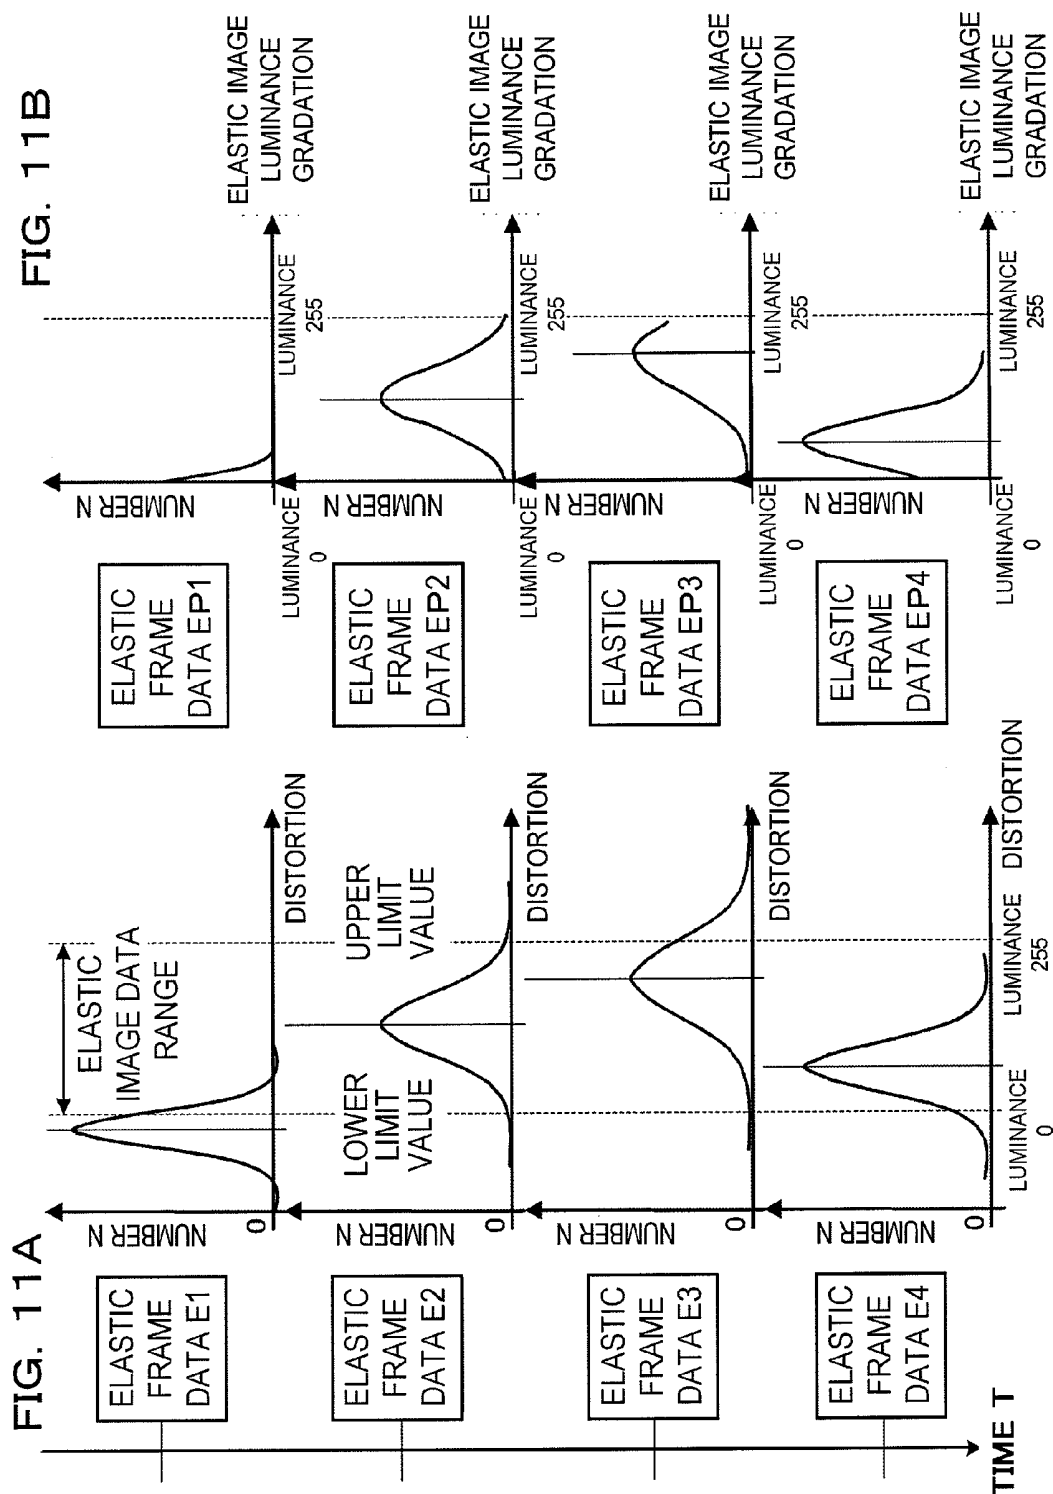 FIG. 11A
TIME T
ELASTIC
FRAME
DATA E1
NUMBER N
0
DISTORTION
ELASTIC
IMAGE DATA
RANGE
ELASTIC
FRAME
DATA E2
NUMBER N
0
DISTORTION
LOWER
LIMIT
VALUE
UPPER
LIMIT
VALUE
ELASTIC
FRAME
DATA E3
NUMBER N
0
DISTORTION
ELASTIC
FRAME
DATA E4
NUMBER N
0
LUMINANCE
0
LUMINANCE
255
DISTORTION
FIG. 11B
ELASTIC
FRAME
DATA EP1
NUMBER N
LUMINANCE
0
LUMINANCE
255
ELASTIC IMAGE
LUMINANCE
GRADATION
ELASTIC
FRAME
DATA EP2
NUMBER N
LUMINANCE
0
LUMINANCE
255
ELASTIC IMAGE
LUMINANCE
GRADATION
ELASTIC
FRAME
DATA EP3
NUMBER N
LUMINANCE
0
LUMINANCE
255
ELASTIC IMAGE
LUMINANCE
GRADATION
ELASTIC
FRAME
DATA EP4
NUMBER N
LUMINANCE
0
LUMINANCE
255
ELASTIC IMAGE
LUMINANCE
GRADATION